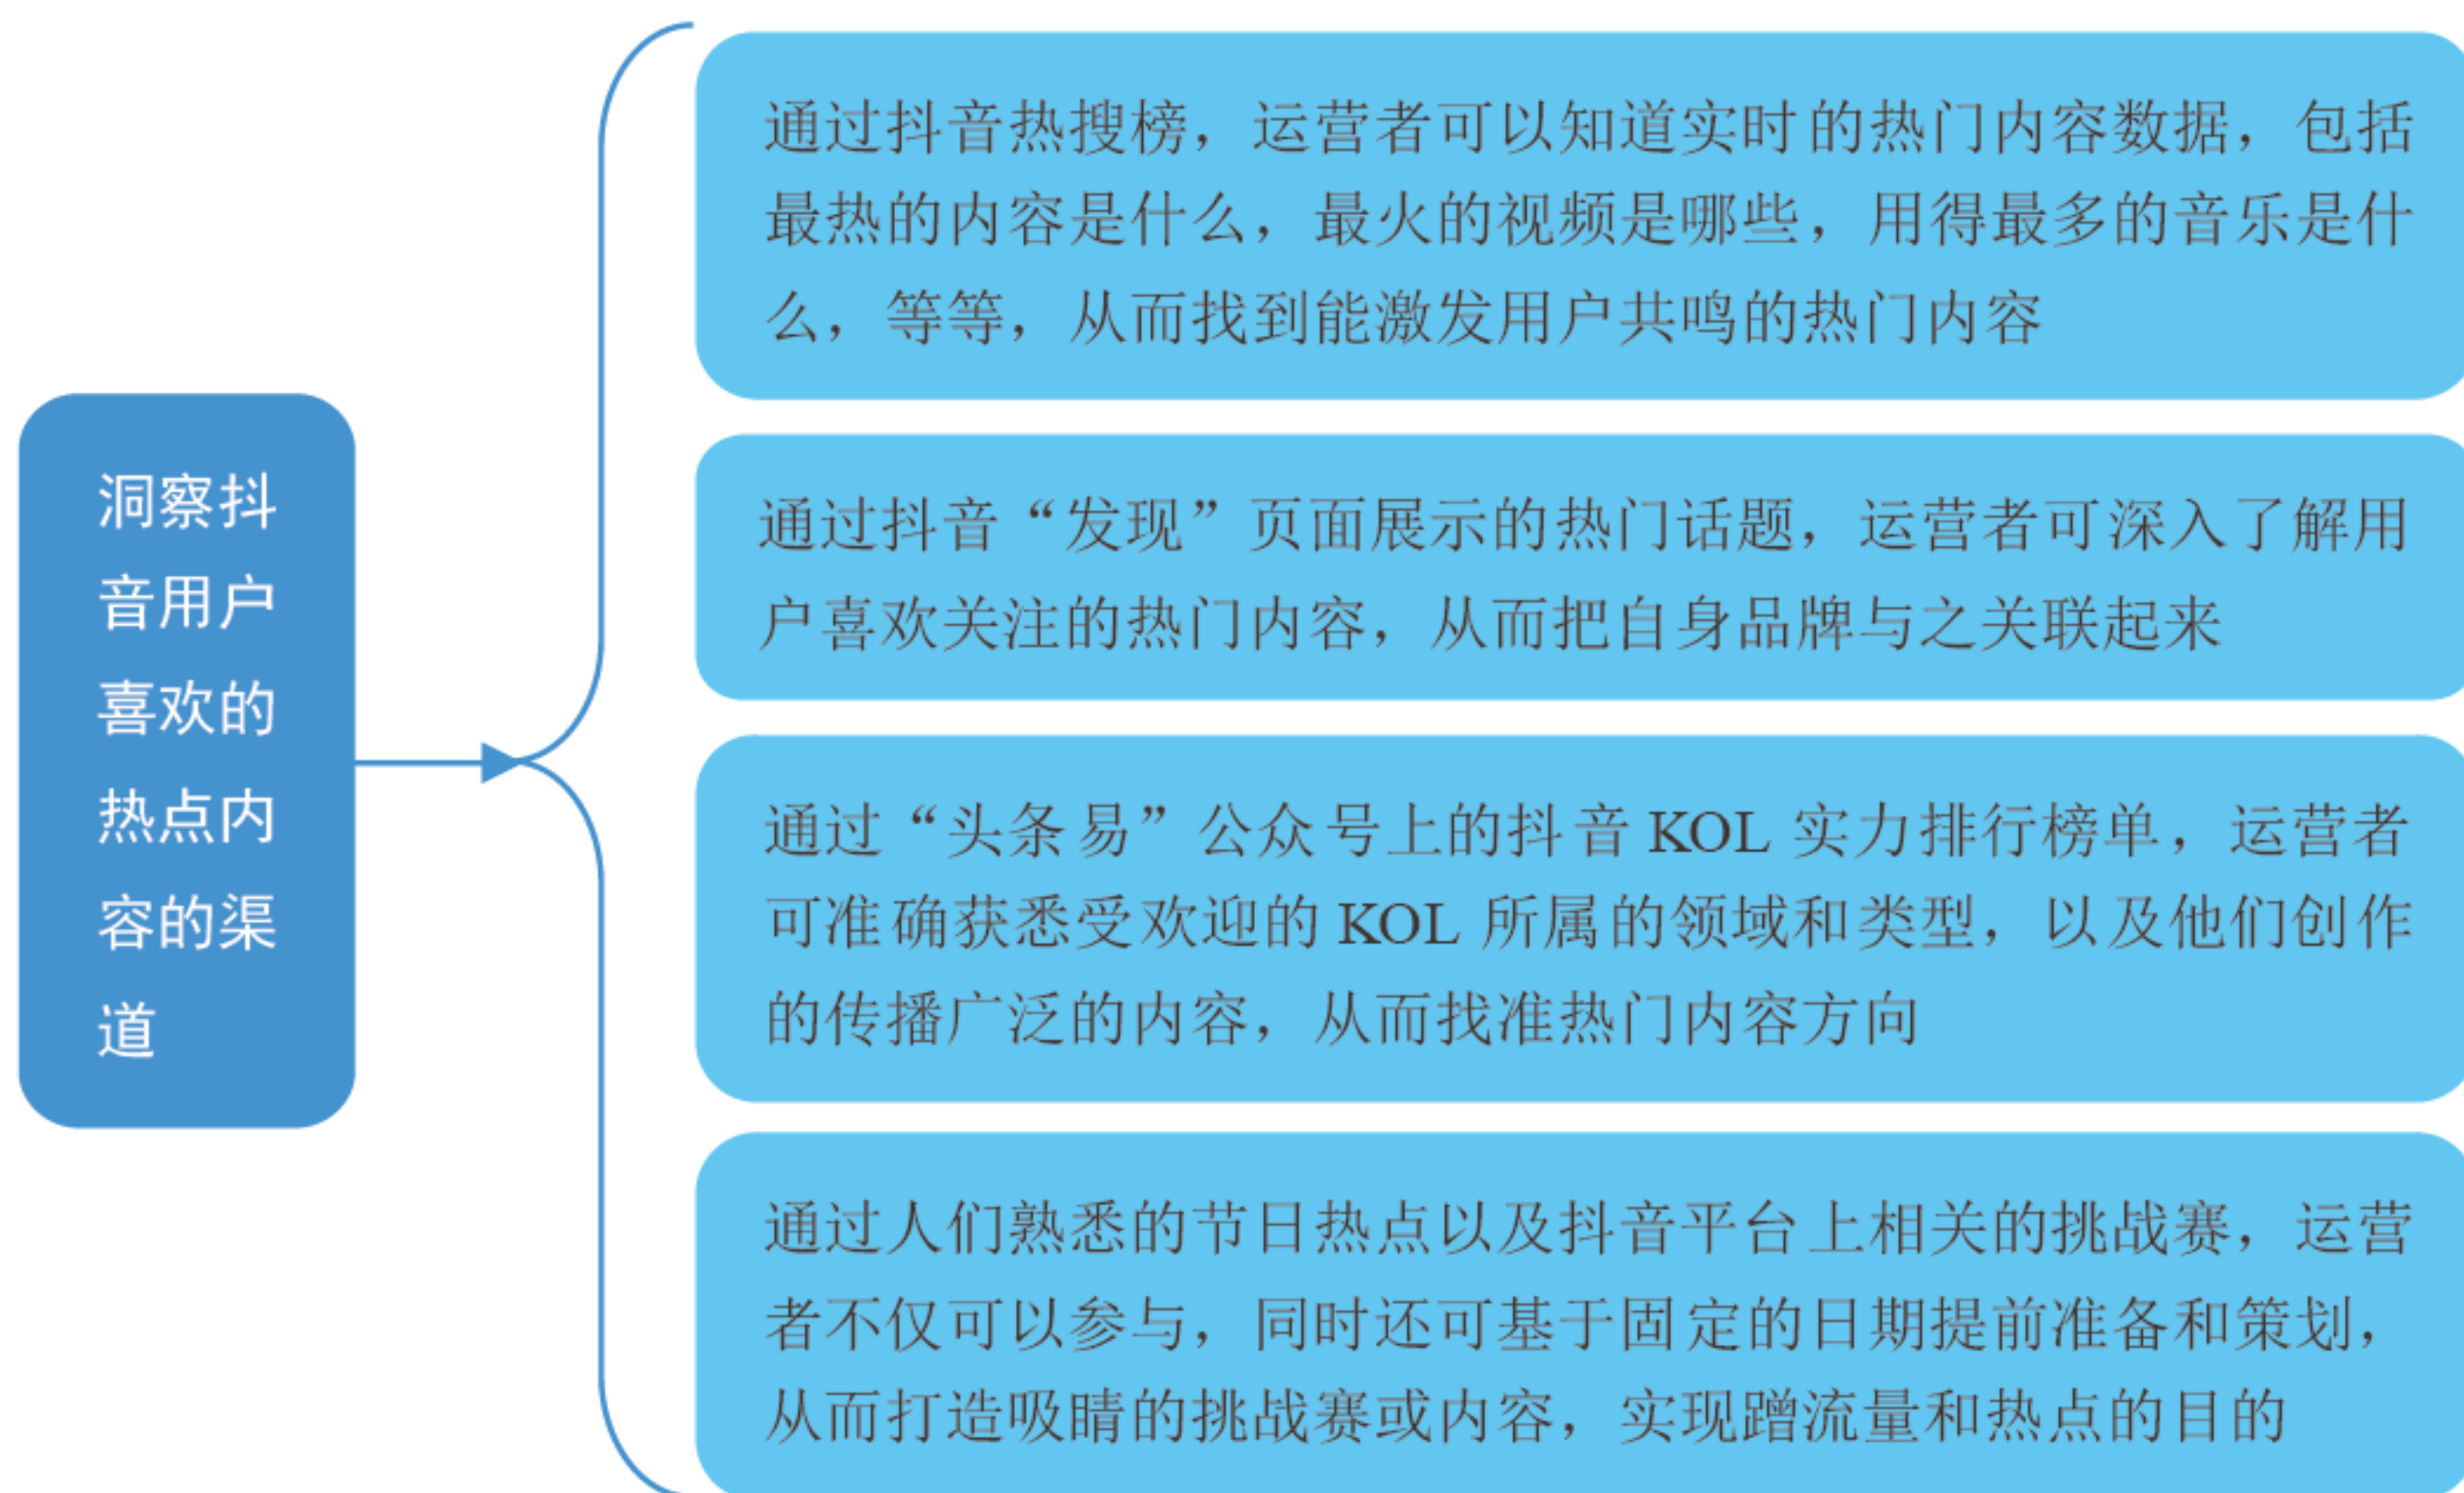 洞察抖
音用户
喜欢的
热点内
容的渠
道
通过抖音热搜榜，运营者可以知道实时的热门内容数据，包括
最热的内容是什么，最火的视频是哪些，用得最多的音乐是什
么，等等，从而找到能激发用户共鸣的热门内容
通过抖音“发现”页面展示的热门话题，运营者可深入了解用
户喜欢关注的热门内容，从而把自身品牌与之关联起来
通过“头条易”公众号上的抖音 KOL 实力排行榜单，运营者
可准确获悉受欢迎的 KOL 所属的领域和类型，以及他们创作
的传播广泛的内容，从而找准热门内容方向
通过人们熟悉的节日热点以及抖音平台上相关的挑战赛，运营
者不仅可以参与，同时还可基于固定的日期提前准备和策划，
从而打造吸睛的挑战赛或内容，实现蹭流量和热点的目的